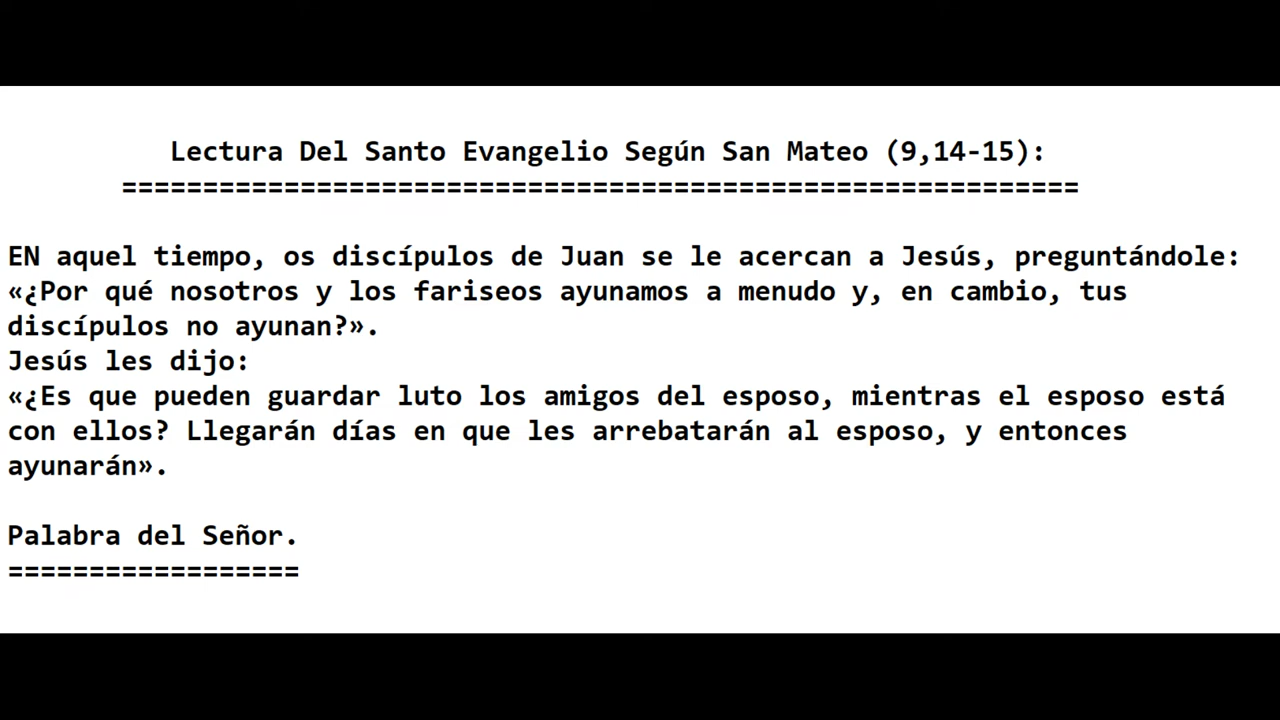 Lectura Del Santo Evangelio Según San Mateo (9,14-15):
===========================================================
EN aquel tiempo, os discípulos de Juan se le acercan a Jesús, preguntándole:
«¿Por qué nosotros y los fariseos ayunamos a menudo y, en cambio, tus
discípulos no ayunan?».
Jesús les dijo:
«¿Es que pueden guardar luto los amigos del esposo, mientras el esposo está
con ellos? Llegarán días en que les arrebatarán al esposo, y entonces
ayunarán».
Palabra del Señor.
==================